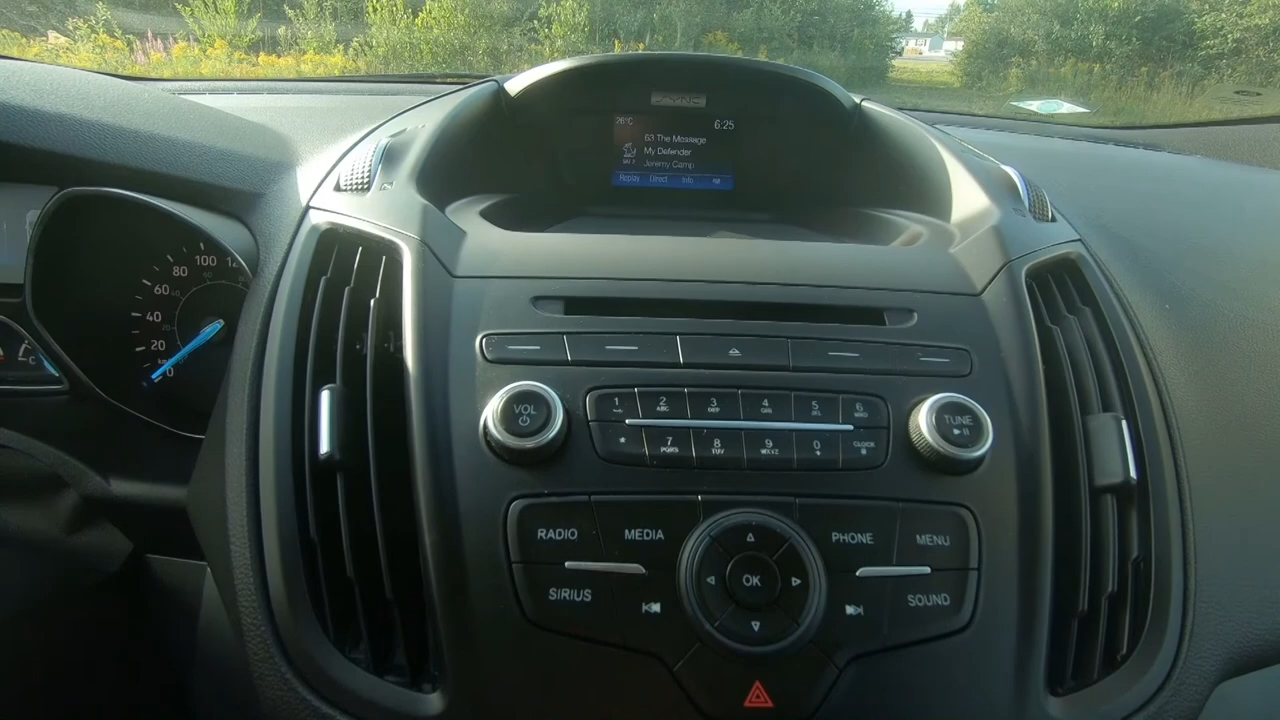 SYNC
26°C 6:25
63 The Message
My Defender
Jeremy Camp
Replay Direct Info
100
80
60
40
20
0
1 2 ABC 3 DEF 4 GHI 5 JKL 6 MNO
* 7 PQRS 8 TUV 9 WXYZ 0 + CLOCK
VOL
TUNE
RADIO MEDIA PHONE MENU
OK
SIRIUS SOUND
C